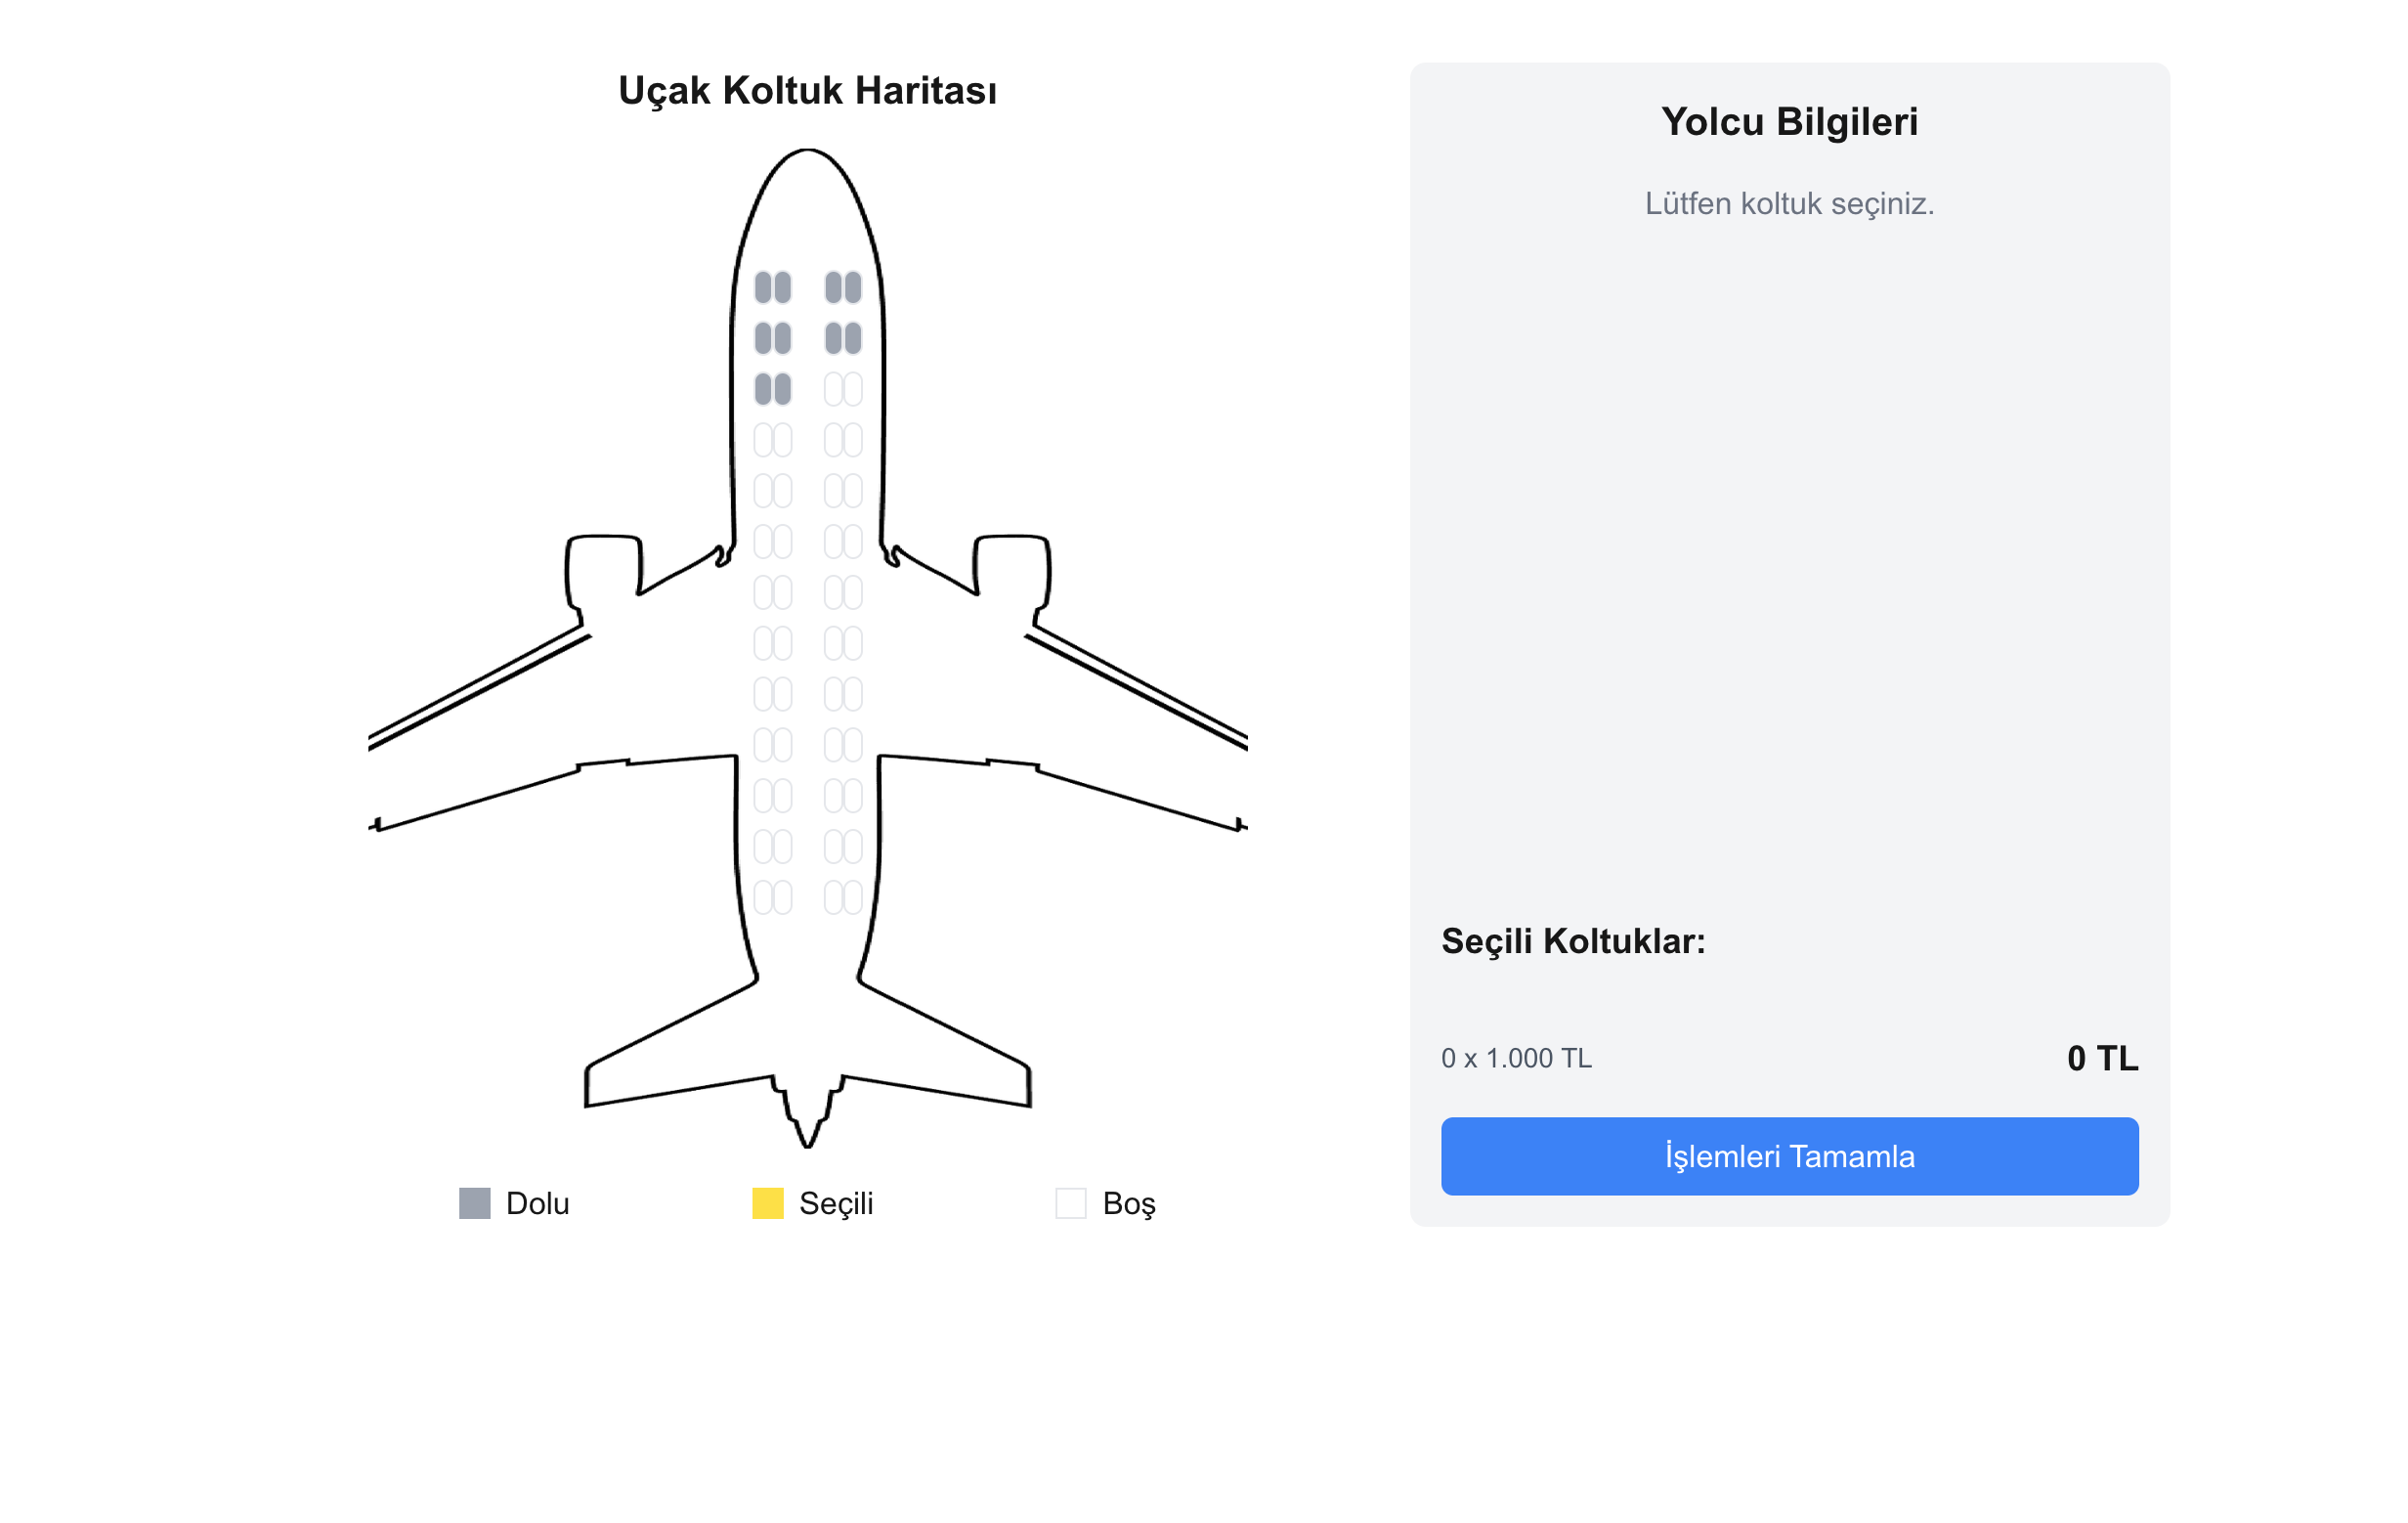 Uçak Koltuk Haritası
Dolu
Seçili
Boş
Yolcu Bilgileri
Lütfen koltuk seçiniz.
Seçili Koltuklar:
0 x 1.000 TL
0 TL
İşlemleri Tamamla